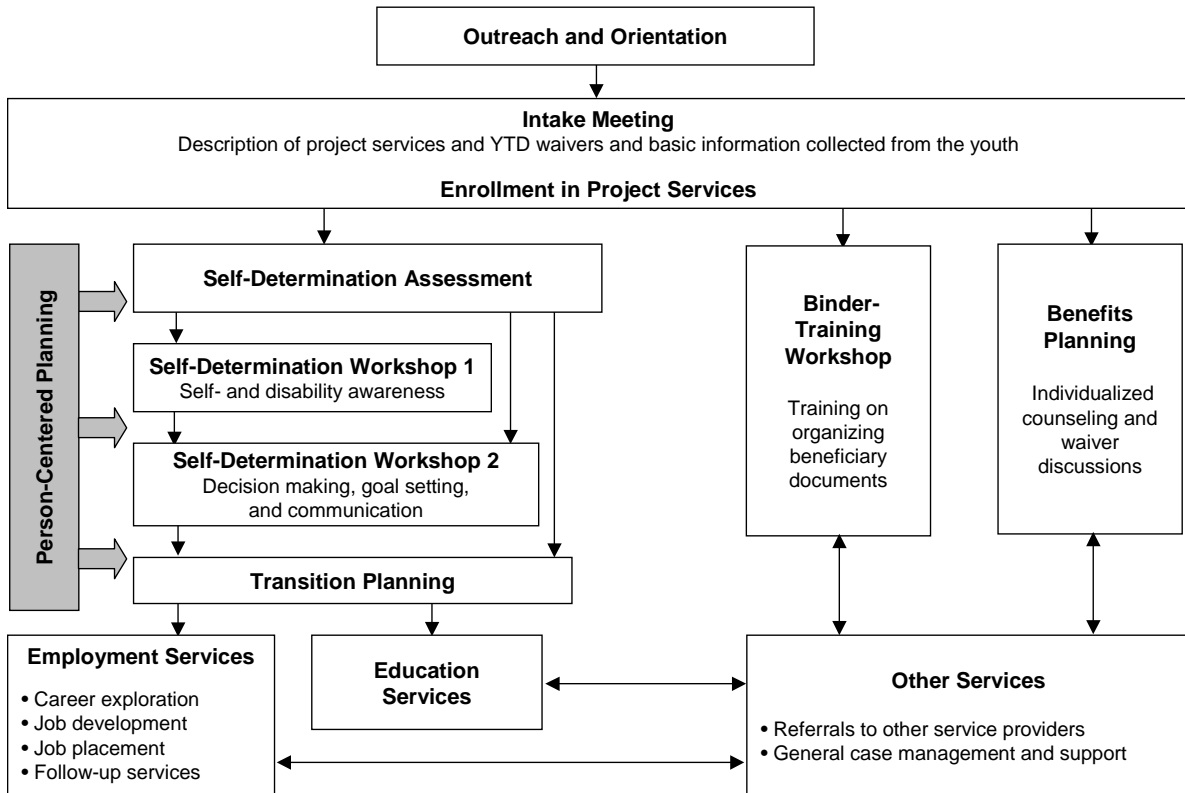 Outreach and Orientation
Intake Meeting
Description of project services and YTD waivers and basic information collected from the youth
Enrollment in Project Services
Person-Centered Planning
Self-Determination Assessment
Self-Determination Workshop 1
Self- and disability awareness
Self-Determination Workshop 2
Decision making, goal setting,
and communication
Transition Planning
Binder-
Training
Workshop
Training on
organizing
beneficiary
documents
Benefits
Planning
Individualized
counseling and
waiver
discussions
Employment Services
• Career exploration
• Job development
• Job placement
• Follow-up services
Education
Services
Other Services
• Referrals to other service providers
• General case management and support